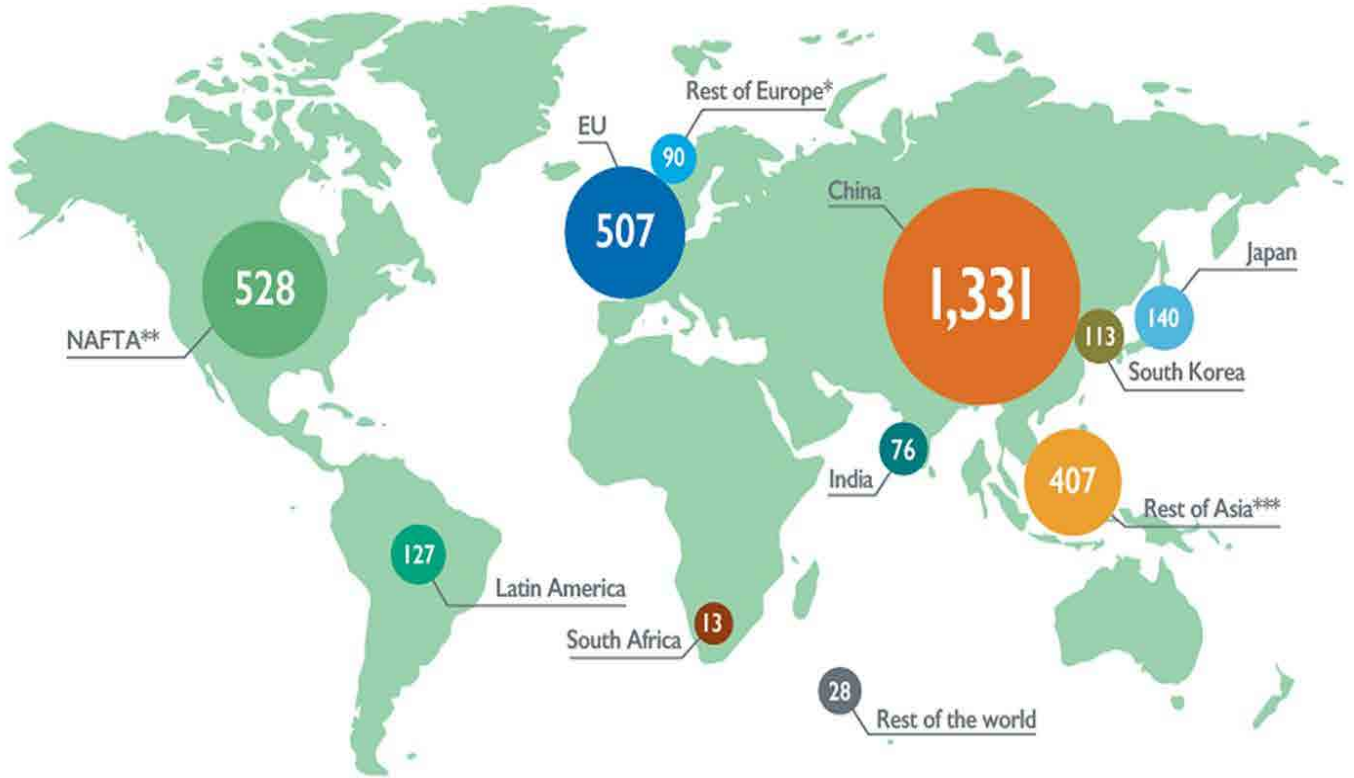 Rest of Europe*
90
EU
507
China
1,331
Japan
140
113
South Korea
528
NAFTA**
76
India
407
Rest of Asia***
127
Latin America
13
South Africa
28
Rest of the world